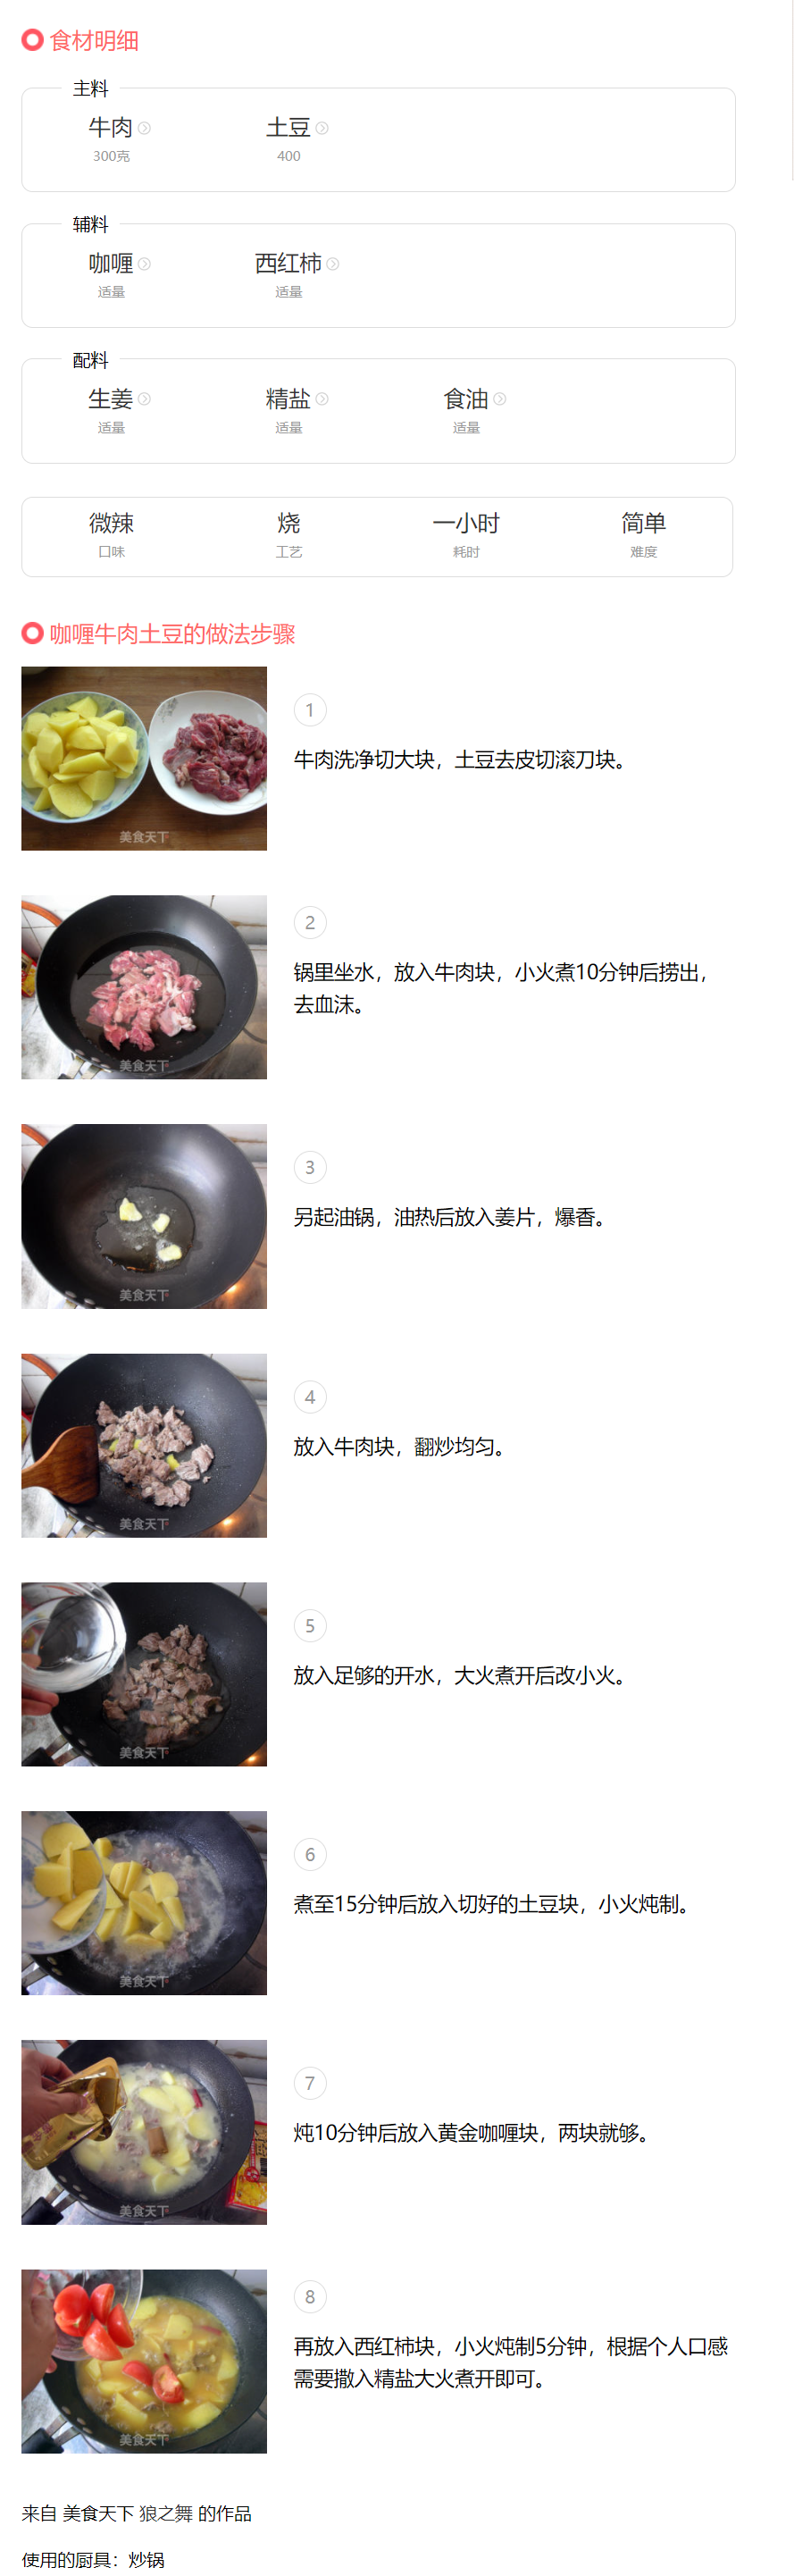 食材明细
主料
牛肉 土豆
300克 400
辅料
咖喱 西红柿
适量 适量
配料
生姜 精盐 食油
适量 适量 适量
微辣 烧 一小时 简单
口味 工艺 耗时 难度
咖喱牛肉土豆的做法步骤
1
牛肉洗净切大块，土豆去皮切滚刀块。
美食天下
2
锅里坐水，放入牛肉块，小火煮10分钟后捞出，
去血沫。
美食天下
3
另起油锅，油热后放入姜片，爆香。
美食天下
4
放入牛肉块，翻炒均匀。
美食天下
5
放入足够的开水，大火煮开后改小火。
美食天下
6
煮至15分钟后放入切好的土豆块，小火炖制。
美食天下
7
炖10分钟后放入黄金咖喱块，两块就够。
美食天下
8
再放入西红柿块，小火炖制5分钟，根据个人口感
需要撒入精盐大火煮开即可。
美食天下
来自 美食天下 狼之舞 的作品
使用的厨具：炒锅